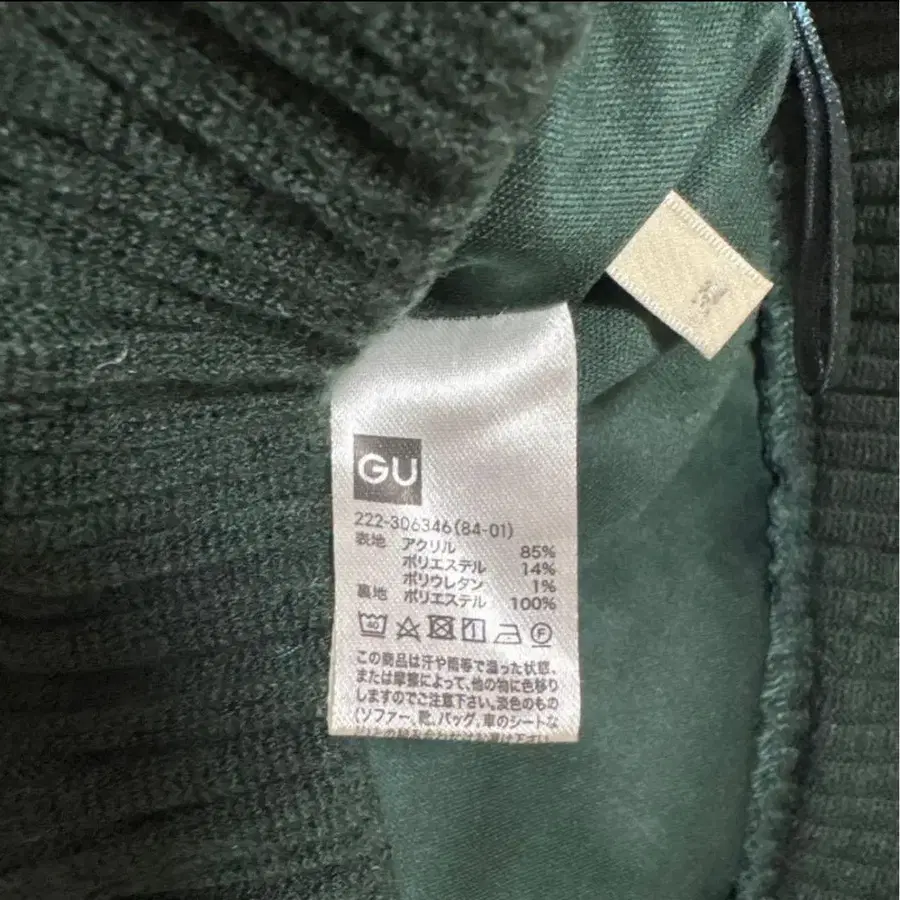 GU
222-306346(84-01)
表地 アクリル 85%
ポリエステル 14%
ポリウレタン 1%
裏地 ポリエステル 100%
40
F
この商品は汗や雨等で湿った状態、
または摩擦によって、他の物に色移り
しますのでご注意下さい。淡色のもの
(ソファー、靴、バッグ、車のシートな